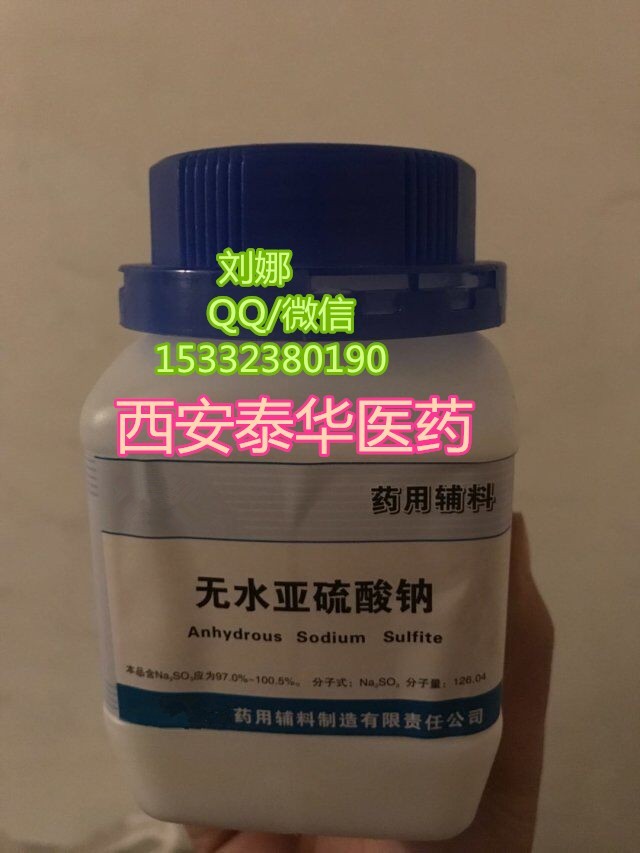 刘娜
QQ/微信
15332380190
西安泰华医药
药用辅料
无水亚硫酸钠
Anhydrous Sodium Sulfite
本品含Na₂SO₃应为97.0%~100.5%。 分子式：Na₂SO₃ 分子量：126.04
药用辅料制造有限责任公司